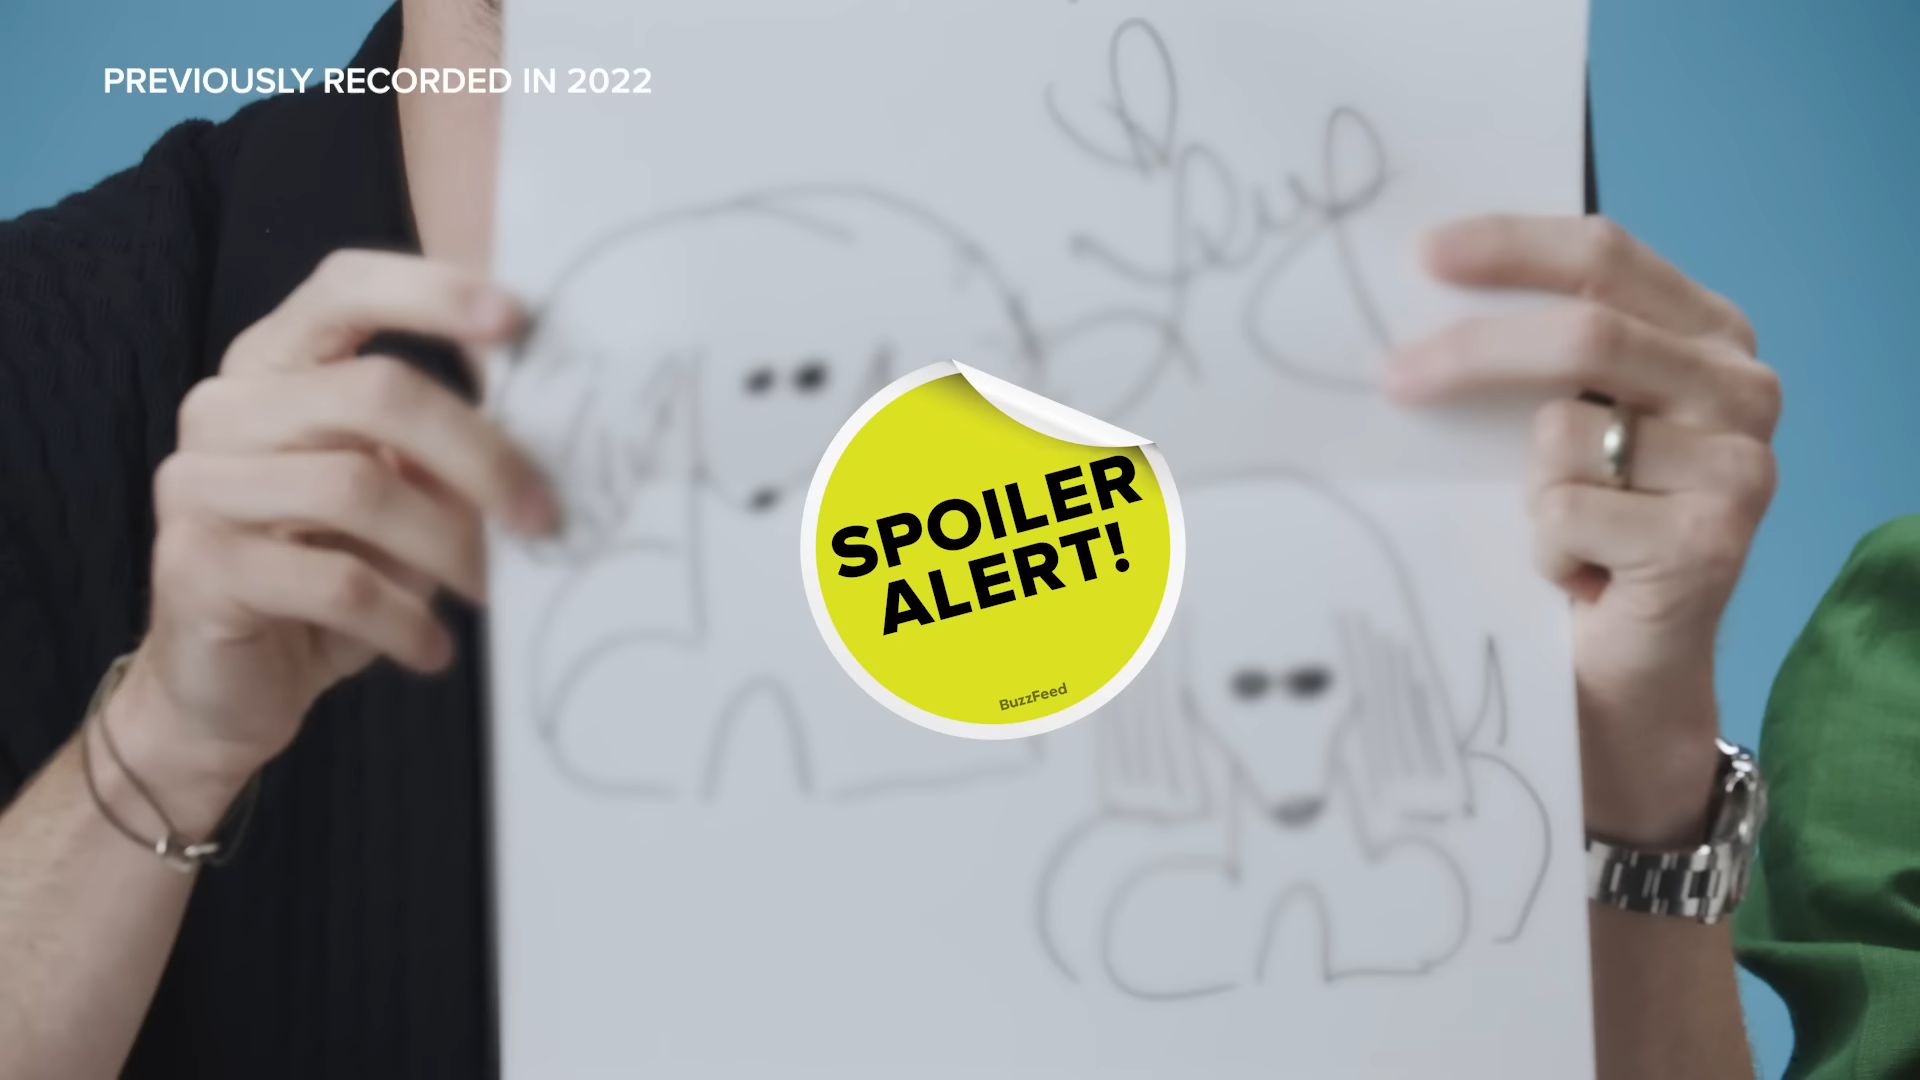 PREVIOUSLY RECORDED IN 2022
SPOILER
ALERT!
BuzzFeed